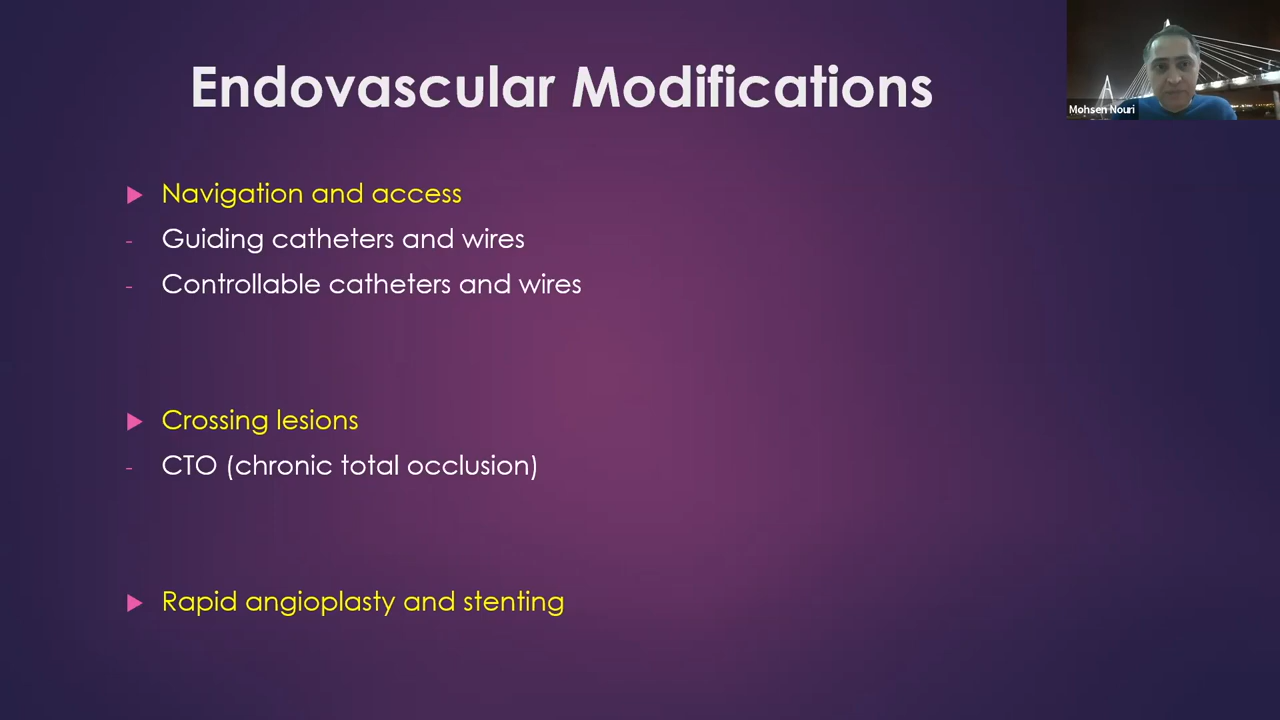 Endovascular Modifications
Mohsen Nouri
Navigation and access
- Guiding catheters and wires
- Controllable catheters and wires
Crossing lesions
- CTO (chronic total occlusion)
Rapid angioplasty and stenting